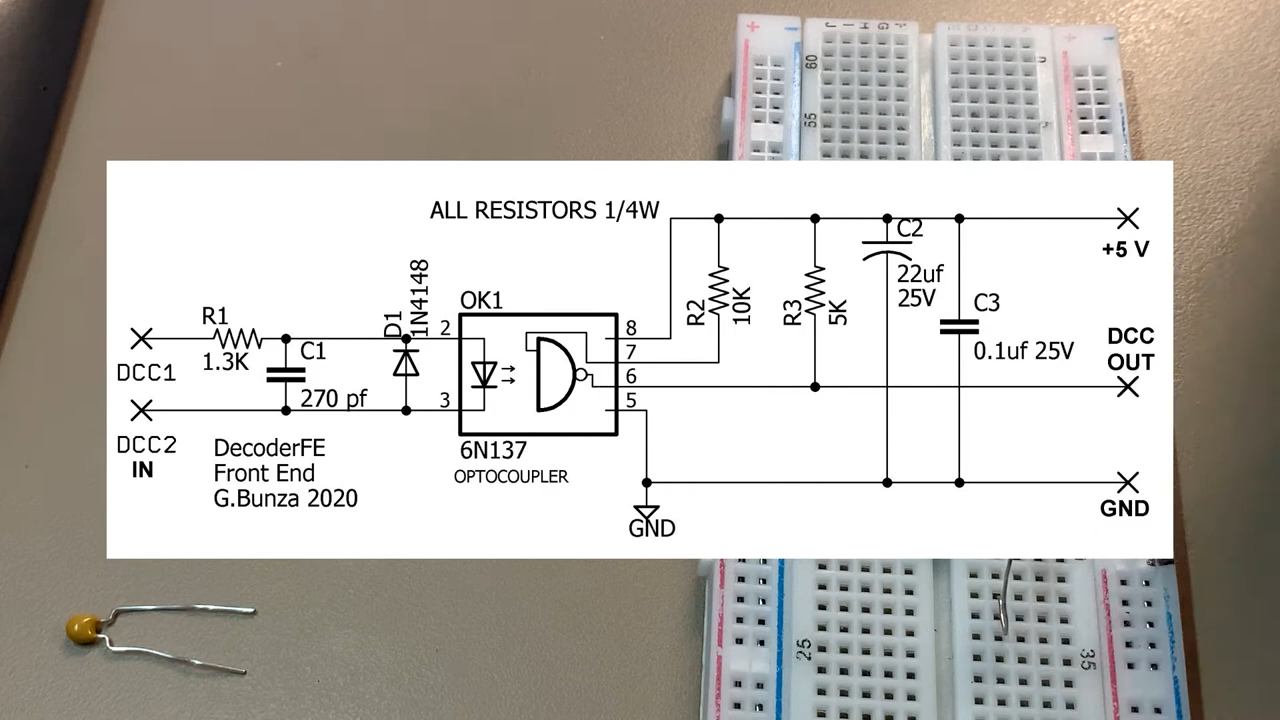 +
J I H G F
60
55
ALL RESISTORS 1/4W
C2
+5 V
22uf
25V
1N4148
D1
OK1
R1
1.3K
C1
270 pf
DCC1
DCC2
IN
2
3
8
7
6
5
R2
10K
R3
5K
C3
0.1uf 25V
DCC
OUT
6N137
OPTOCOUPLER
DecoderFE
Front End
G.Bunza 2020
GND
GND
25
35